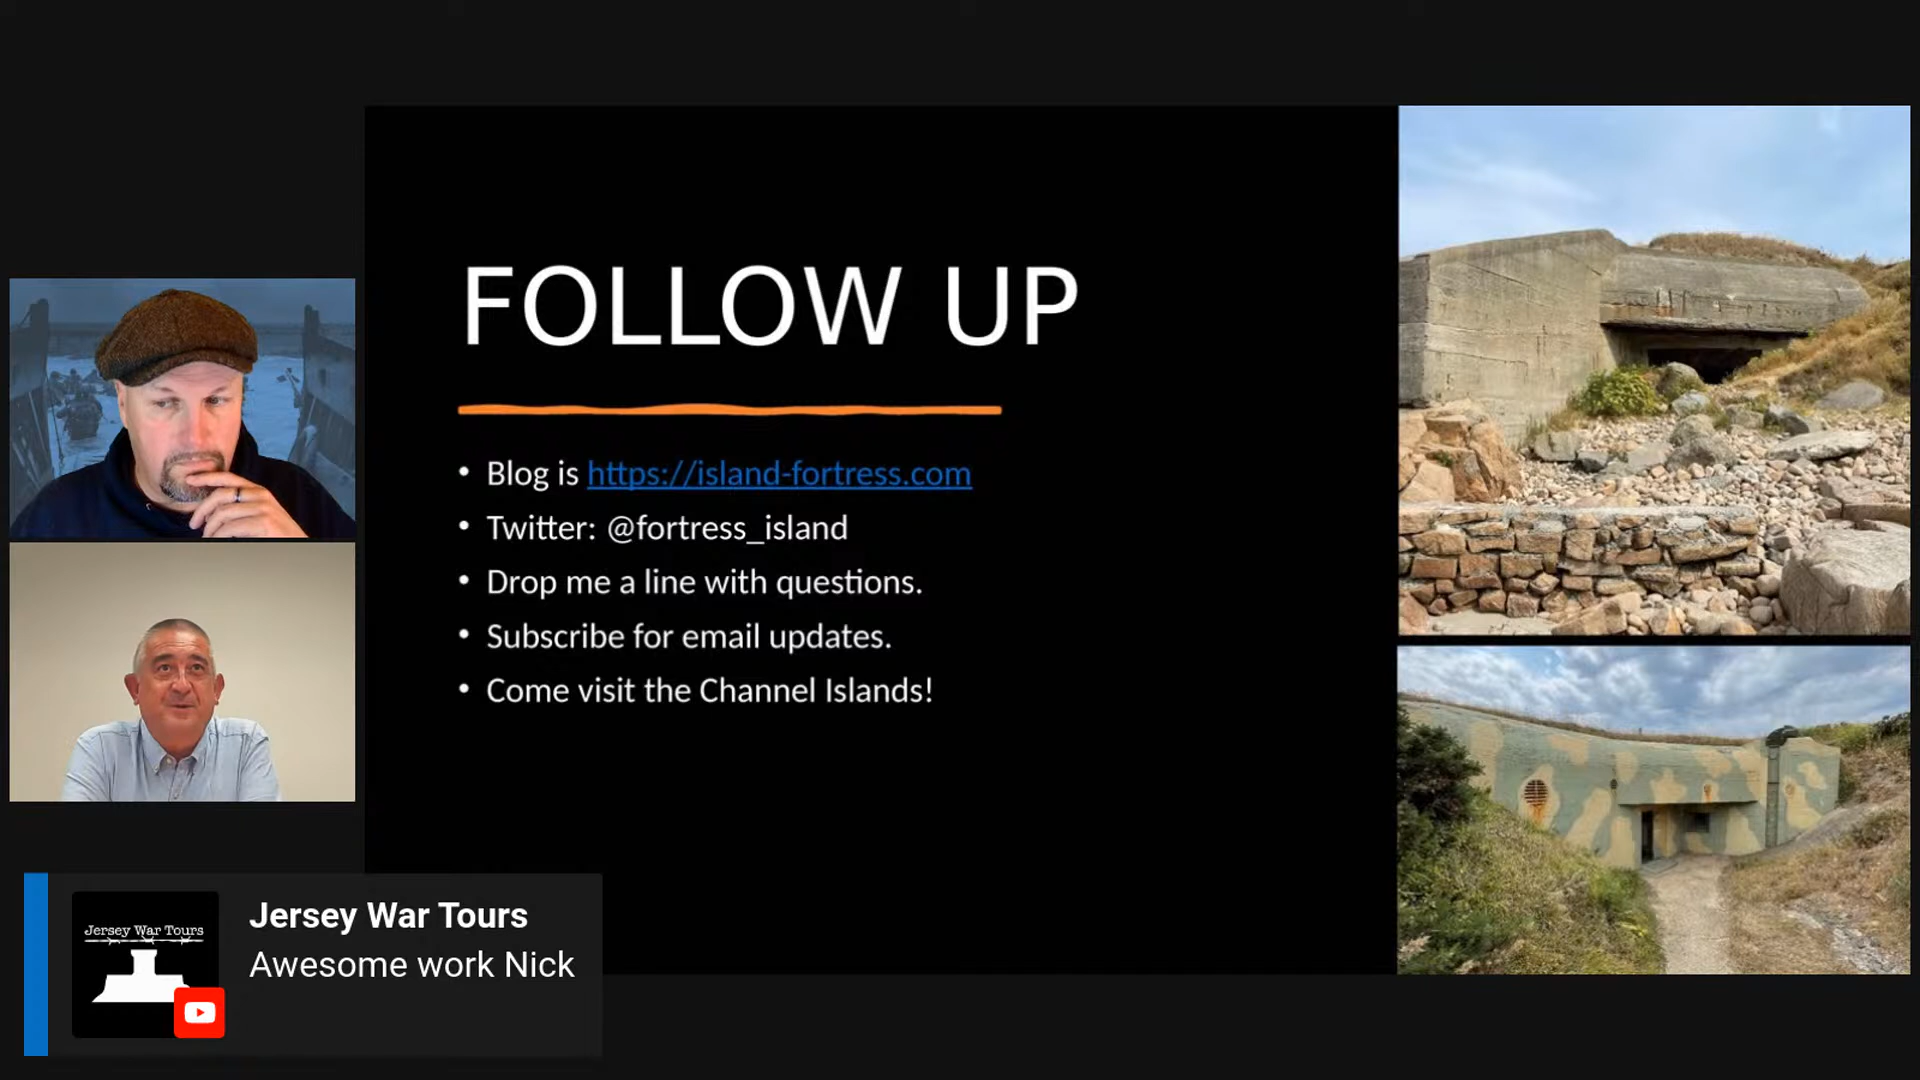 FOLLOW UP
• Blog is https://island-fortress.com
• Twitter: @fortress_island
• Drop me a line with questions.
• Subscribe for email updates.
• Come visit the Channel Islands!
Jersey War Tours
Jersey War Tours
Awesome work Nick